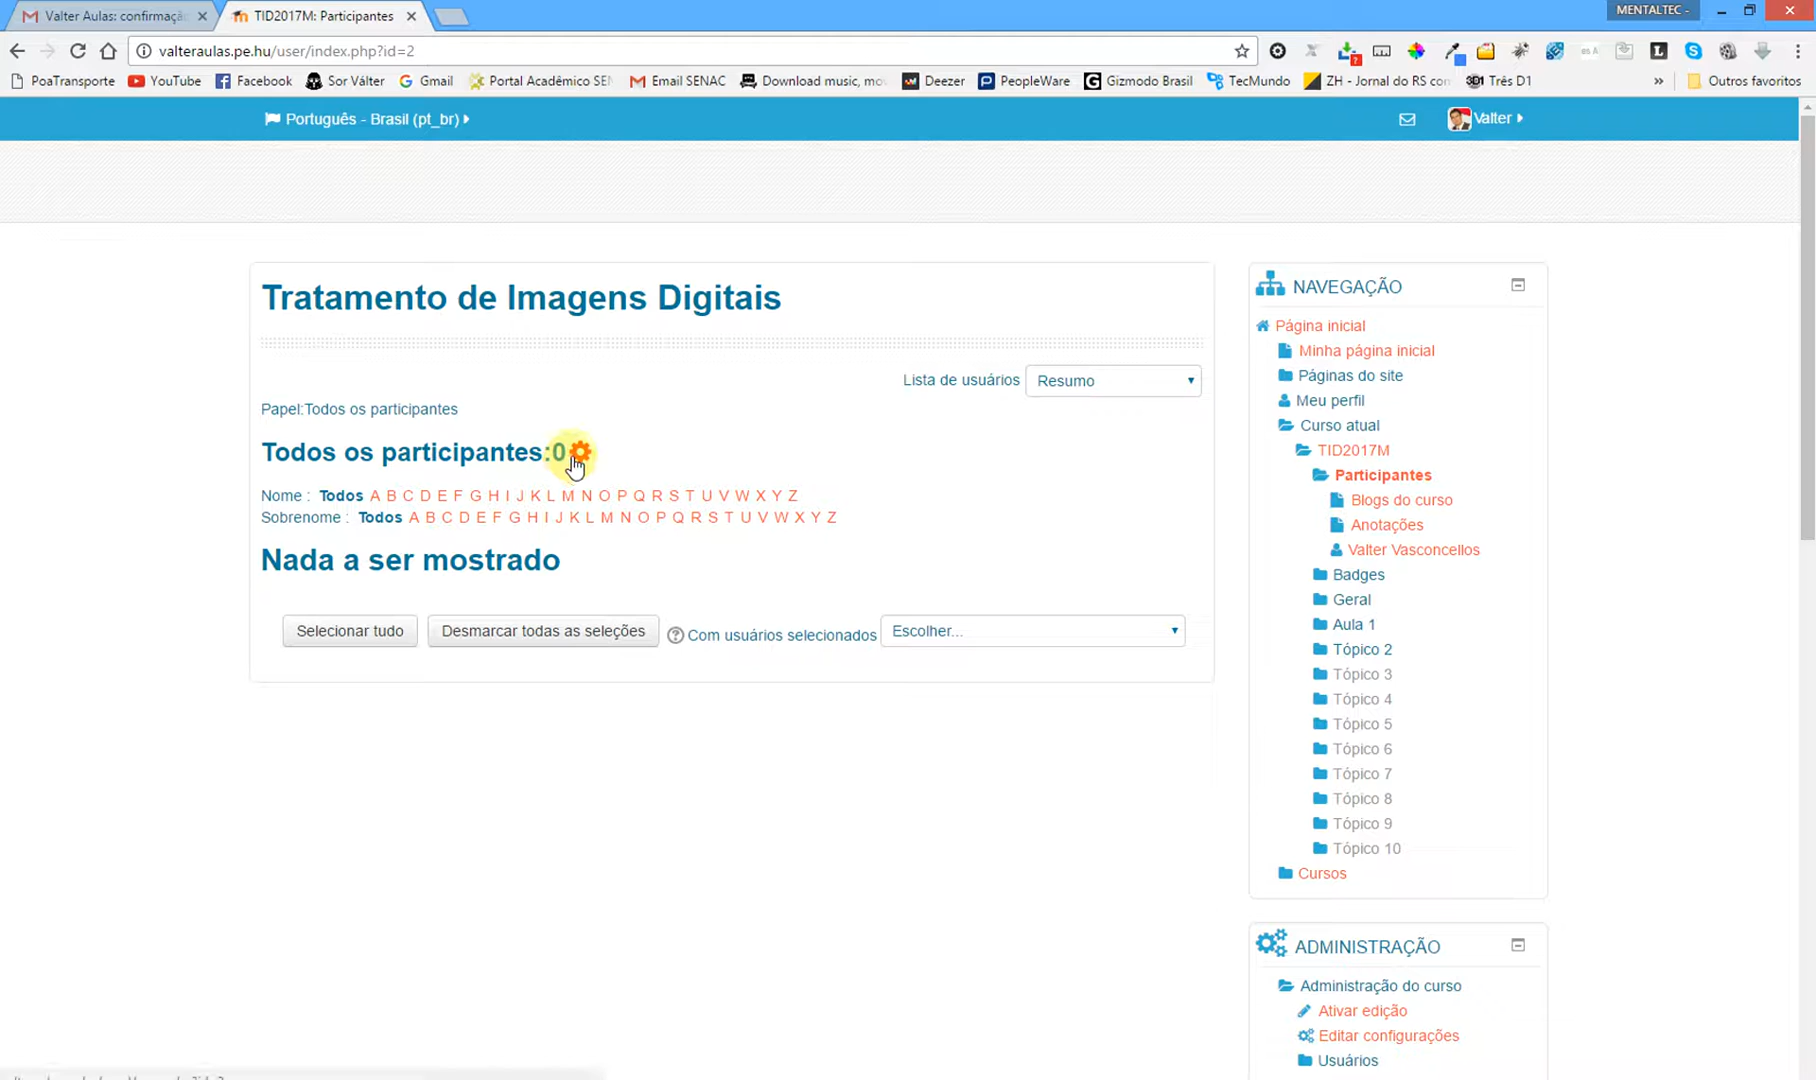 Valter Aulas: confirmaçã
TID2017M: Participantes
MENTALTEC -
valteraulas.pe.hu/user/index.php?id=2
PoaTransporte YouTube Facebook Sor Válter Gmail Portal Acadêmico SEN Email SENAC Download music, mov Deezer PeopleWare Gizmodo Brasil TecMundo ZH - Jornal do RS con Três D1 » Outros favoritos
Português - Brasil (pt_br)
Valter
Tratamento de Imagens Digitais
Lista de usuários Resumo
Papel:Todos os participantes
Todos os participantes:0
Nome : Todos A B C D E F G H I J K L M N O P Q R S T U V W X Y Z
Sobrenome : Todos A B C D E F G H I J K L M N O P Q R S T U V W X Y Z
Nada a ser mostrado
Selecionar tudo Desmarcar todas as seleções Com usuários selecionados Escolher...
NAVEGAÇÃO
Página inicial
Minha página inicial
Páginas do site
Meu perfil
Curso atual
TID2017M
Participantes
Blogs do curso
Anotações
Valter Vasconcellos
Badges
Geral
Aula 1
Tópico 2
Tópico 3
Tópico 4
Tópico 5
Tópico 6
Tópico 7
Tópico 8
Tópico 9
Tópico 10
Cursos
ADMINISTRAÇÃO
Administração do curso
Ativar edição
Editar configurações
Usuários